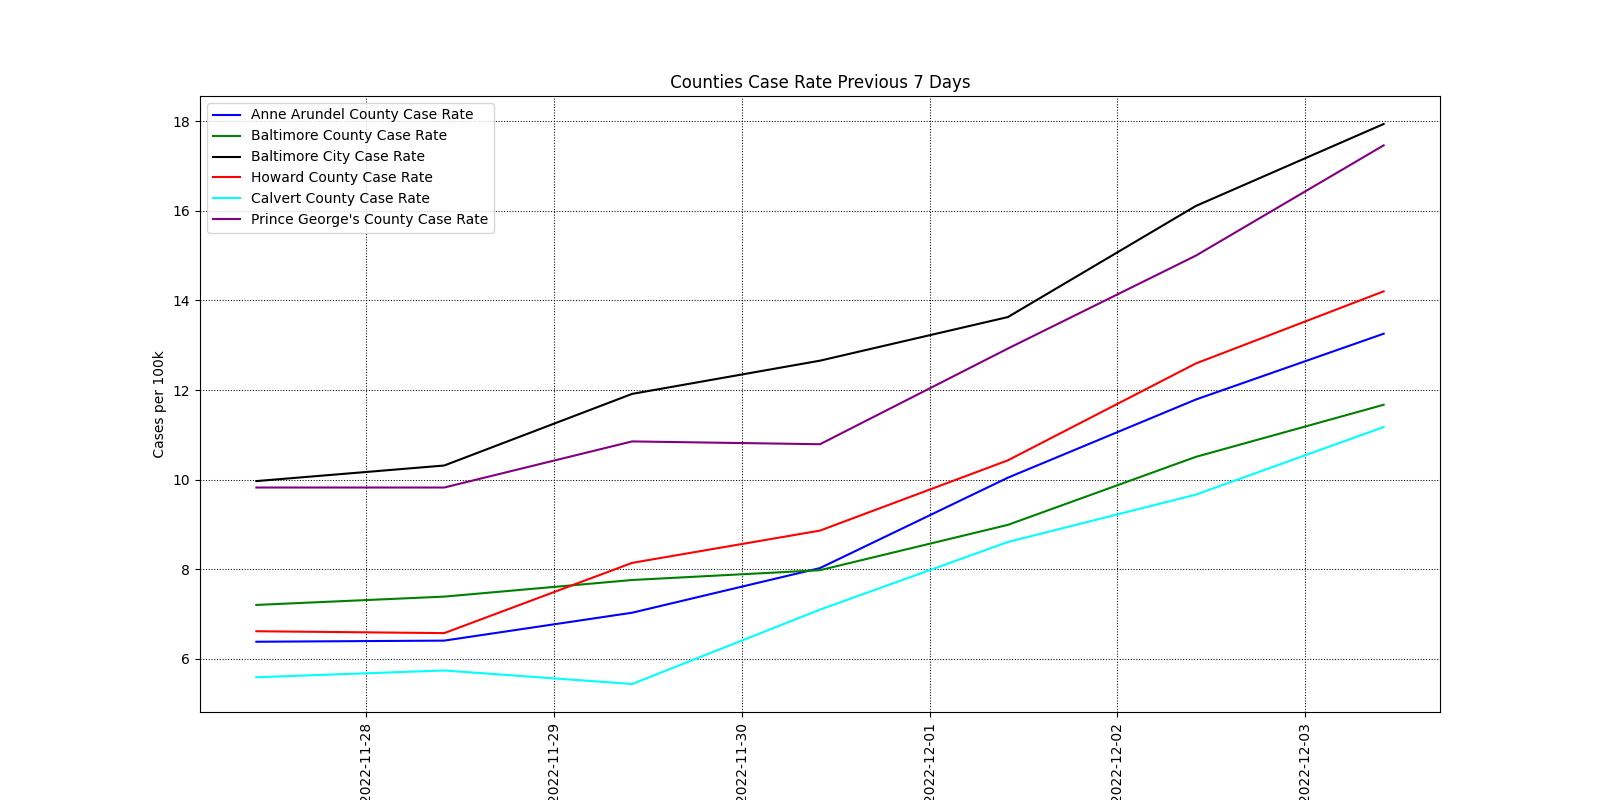 Counties Case Rate Previous 7 Days
Anne Arundel County Case Rate
Baltimore County Case Rate
Baltimore City Case Rate
Howard County Case Rate
Calvert County Case Rate
Prince George's County Case Rate
Cases per 100k
18
16
14
12
10
8
6
2022-11-28
2022-11-29
2022-11-30
2022-12-01
2022-12-02
2022-12-03